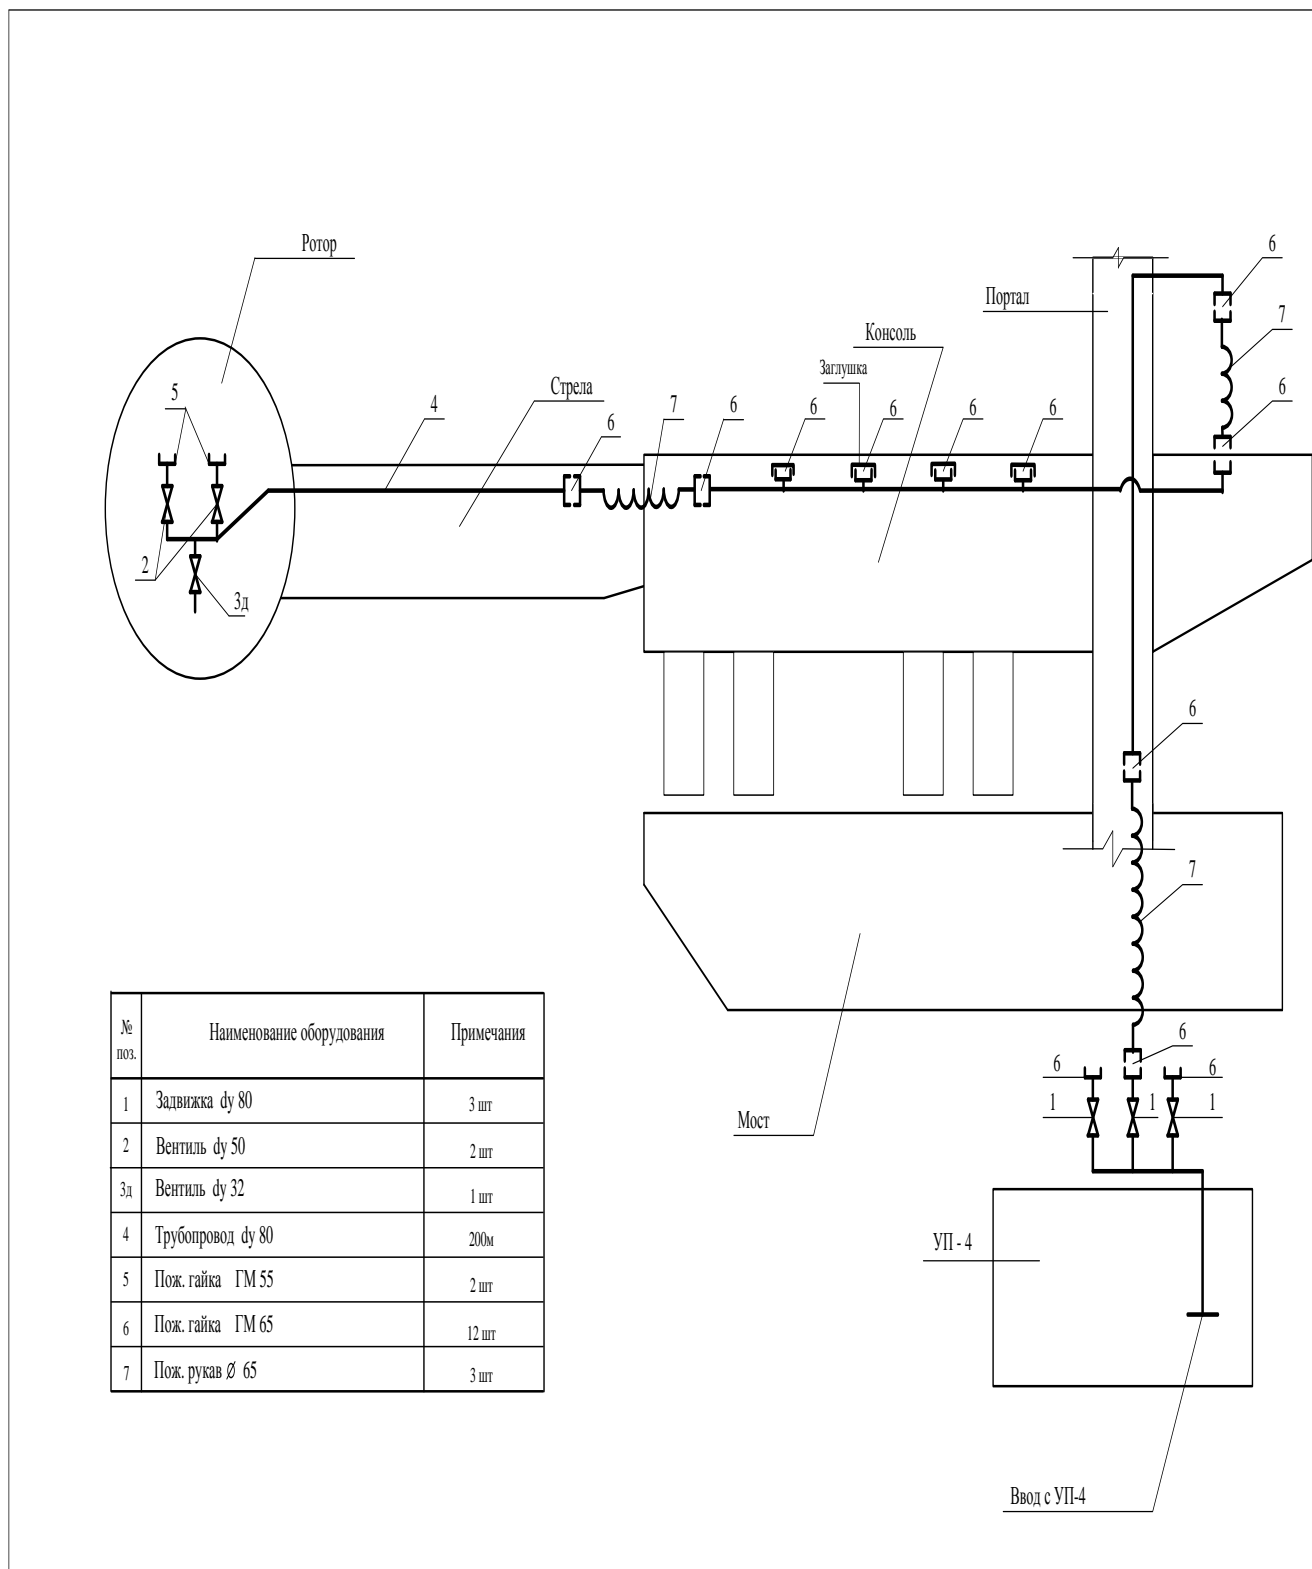 Ротор
6
Портал
7
Консоль
Заглушка
Стрела
5
4
7
6
6
6
6
6
6
6
2
3д
6
7
6
6
6
1
1
1
Мост
УП - 4
Ввод с УП-4
№ поз. Наименование оборудования Примечания
1 Задвижка dy 80 3 шт
2 Вентиль dy 50 2 шт
3д Вентиль dy 32 1 шт
4 Трубопровод dy 80 200м
5 Пож. гайка ГМ 55 2 шт
6 Пож. гайка ГМ 65 12 шт
7 Пож. рукав Ø 65 3 шт